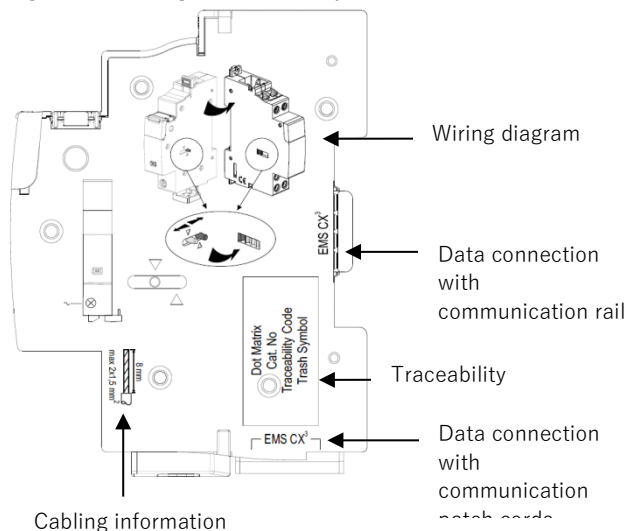 Wiring diagram
EMS CX³
Data connection
with
communication rail
Dot Matrix
Cat. No
Traceability Code
Trash Symbol
Traceability
8 mm
max 2x1,5 mm²
EMS CX³
Data connection
with
communication
Cabling information